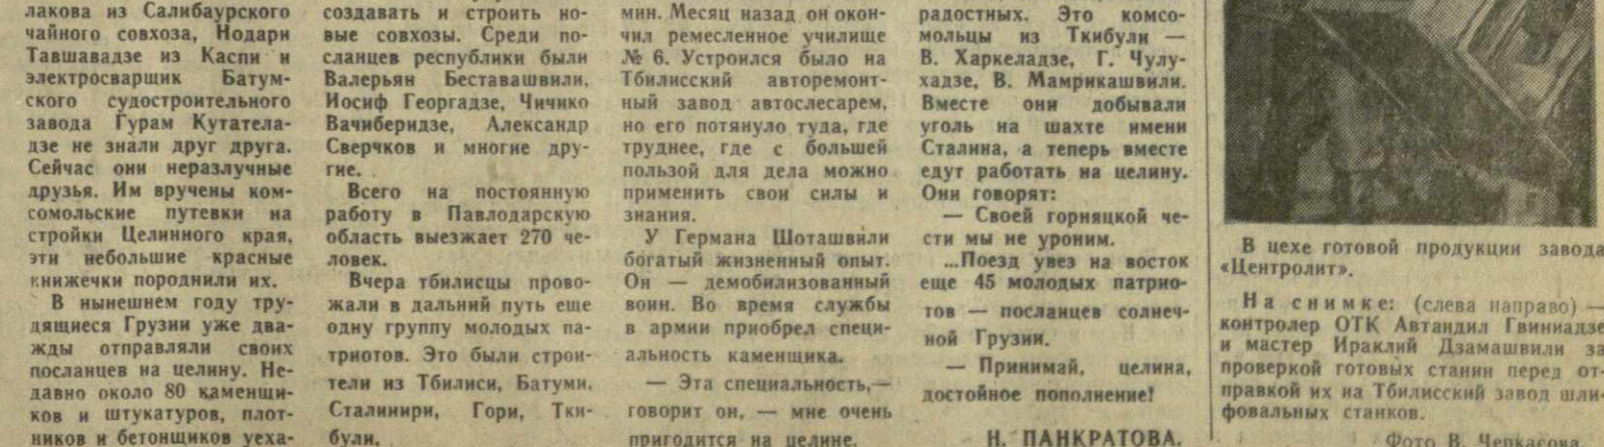 лакова из Салибаурского
чайного совхоза, Нодари
Тавшавадзе из Каспи и
электросварщик Батум-
ского судостроительного
завода Гурам Кутатела-
дзе не знали друг друга.
Сейчас они неразлучные
друзья. Им вручены ком-
сомольские путевки на
стройки Целинного края,
эти небольшие красные
книжечки породнили их.
В нынешнем году тру-
дящиеся Грузии уже два-
жды отправляли своих
посланцев на целину. Не-
давно около 80 каменщи-
ков и штукатуров, плот-
ников и бетонщиков уеха-
создавать и строить но-
вые совхозы. Среди по-
сланцев республики были
Валерьян Беставашвили,
Иосиф Георгадзе, Чичико
Вачиберидзе, Александр
Сверчков и многие дру-
гие.
Всего на постоянную
работу в Павлодарскую
область выезжает 270 че-
ловек.
Вчера тбилисцы прово-
жали в дальний путь еще
одну группу молодых па-
триотов. Это были строи-
тели из Тбилиси, Батуми,
Сталинири, Гори, Тки-
були,
мин. Месяц назад он окон-
чил ремесленное училище
№ 6. Устроился было на
Тбилисский авторемонт-
ный завод автослесарем,
но его потянуло туда, где
труднее, где с большей
пользой для дела можно
применить свои силы и
знания.
У Германа Шоташвили
богатый жизненный опыт.
Он — демобилизованный
воин. Во время службы
в армии приобрел специ-
альность каменщика.
— Эта специальность,—
говорит он, — мне очень
пригодится на целине.
радостных. Это комсо-
мольцы из Ткибули —
В. Харкеладзе, Г. Чулу-
хадзе, В. Мамрикашвили.
Вместе они добывали
уголь на шахте имени
Сталина, а теперь вместе
едут работать на целину.
Они говорят:
— Своей горняцкой че-
сти мы не уроним.
...Поезд увез на восток
еще 45 молодых патрио-
тов — посланцев солнеч-
ной Грузии.
— Принимай, целина,
достойное пополнение!
Н. ПАНКРАТОВА.
В цехе готовой продукции завода
«Центролит».
На снимке: (слева направо) —
контролер ОТК Автандил Гвиниадзе
и мастер Ираклий Дзамашвили за
проверкой готовых станин перед от-
правкой их на Тбилисский завод шли-
фовальных станков.
Фото В. Черкасова.